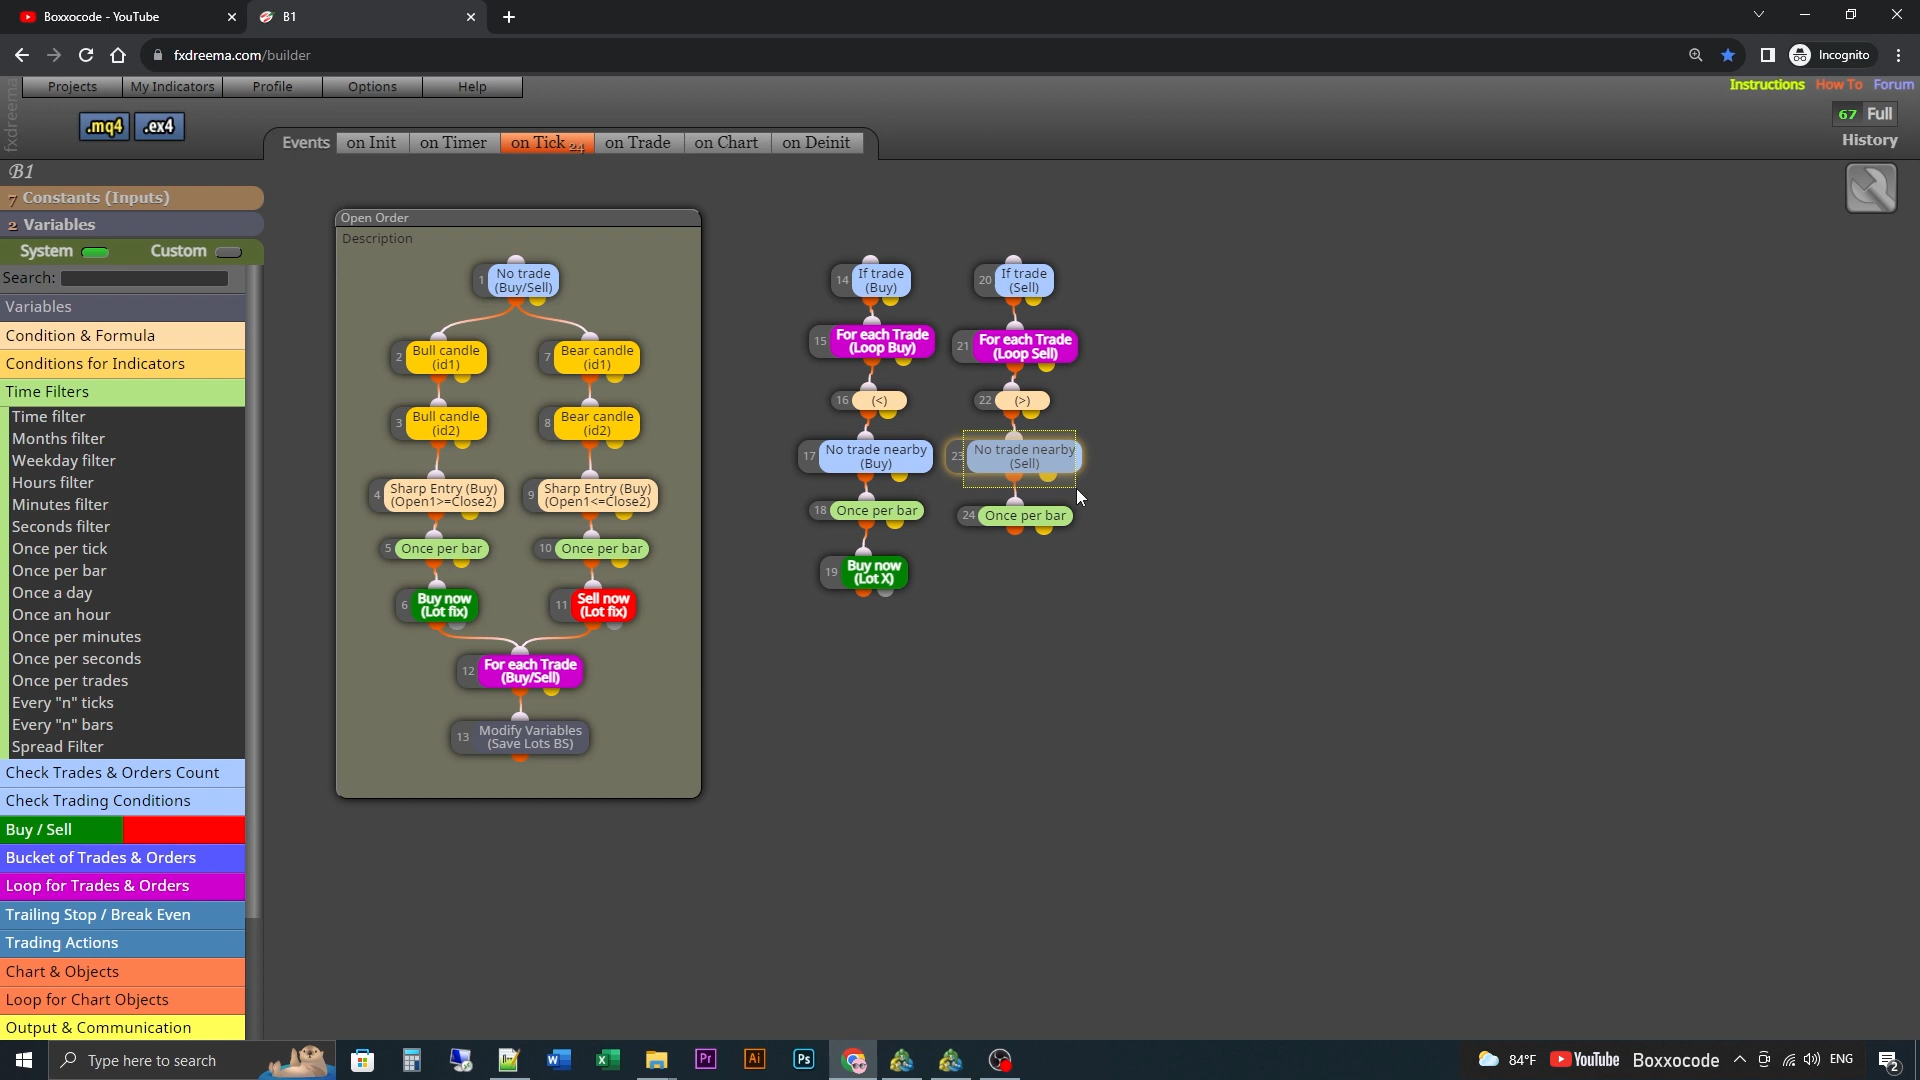 Boxxocode - YouTube
B1
fxdreema.com/builder
Incognito
Projects
My Indicators
Profile
Options
Help
Instructions
How To
Forum
fxdreema
.mq4
.ex4
67 Full
History
Events
on Init
on Timer
on Tick 24
on Trade
on Chart
on Deinit
B1
7 Constants (Inputs)
2 Variables
System
Custom
Search:
Variables
Condition & Formula
Conditions for Indicators
Time Filters
Time filter
Months filter
Weekday filter
Hours filter
Minutes filter
Seconds filter
Once per tick
Once per bar
Once a day
Once an hour
Once per minutes
Once per seconds
Once per trades
Every "n" ticks
Every "n" bars
Spread Filter
Check Trades & Orders Count
Check Trading Conditions
Buy / Sell
Bucket of Trades & Orders
Loop for Trades & Orders
Trailing Stop / Break Even
Trading Actions
Chart & Objects
Loop for Chart Objects
Output & Communication
Open Order
Description
1 No trade
(Buy/Sell)
2 Bull candle
(id1)
7 Bear candle
(id1)
3 Bull candle
(id2)
8 Bear candle
(id2)
4 Sharp Entry (Buy)
(Open1>=Close2)
9 Sharp Entry (Buy)
(Open1<=Close2)
5 Once per bar
10 Once per bar
6 Buy now
(Lot fix)
11 Sell now
(Lot fix)
12 For each Trade
(Buy/Sell)
13 Modify Variables
(Save Lots BS)
14 If trade
(Buy)
15 For each Trade
(Loop Buy)
16 (<)
17 No trade nearby
(Buy)
18 Once per bar
19 Buy now
(Lot X)
20 If trade
(Sell)
21 For each Trade
(Loop Sell)
22 (>)
23 No trade nearby
(Sell)
24 Once per bar
Type here to search
W
X
Pr
Ai
Ps
84°F
YouTube
Boxxocode
ENG
2